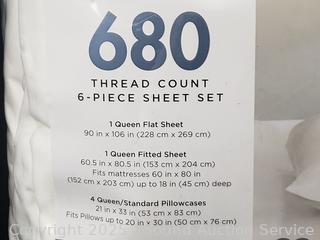 680
THREAD COUNT
6-PIECE SHEET SET
1 Queen Flat Sheet
90 in x 106 in (228 cm x 269 cm)
1 Queen Fitted Sheet
60.5 in x 80.5 in (153 cm x 204 cm)
Fits mattresses 60 in x 80 in
(152 cm x 203 cm) up to 18 in (45 cm) deep
4 Queen/Standard Pillowcases
21 in x 33 in (53 cm x 83 cm)
Fits Pillows up to 20 in x 30 in (50 cm x 76 cm)
Auction Service